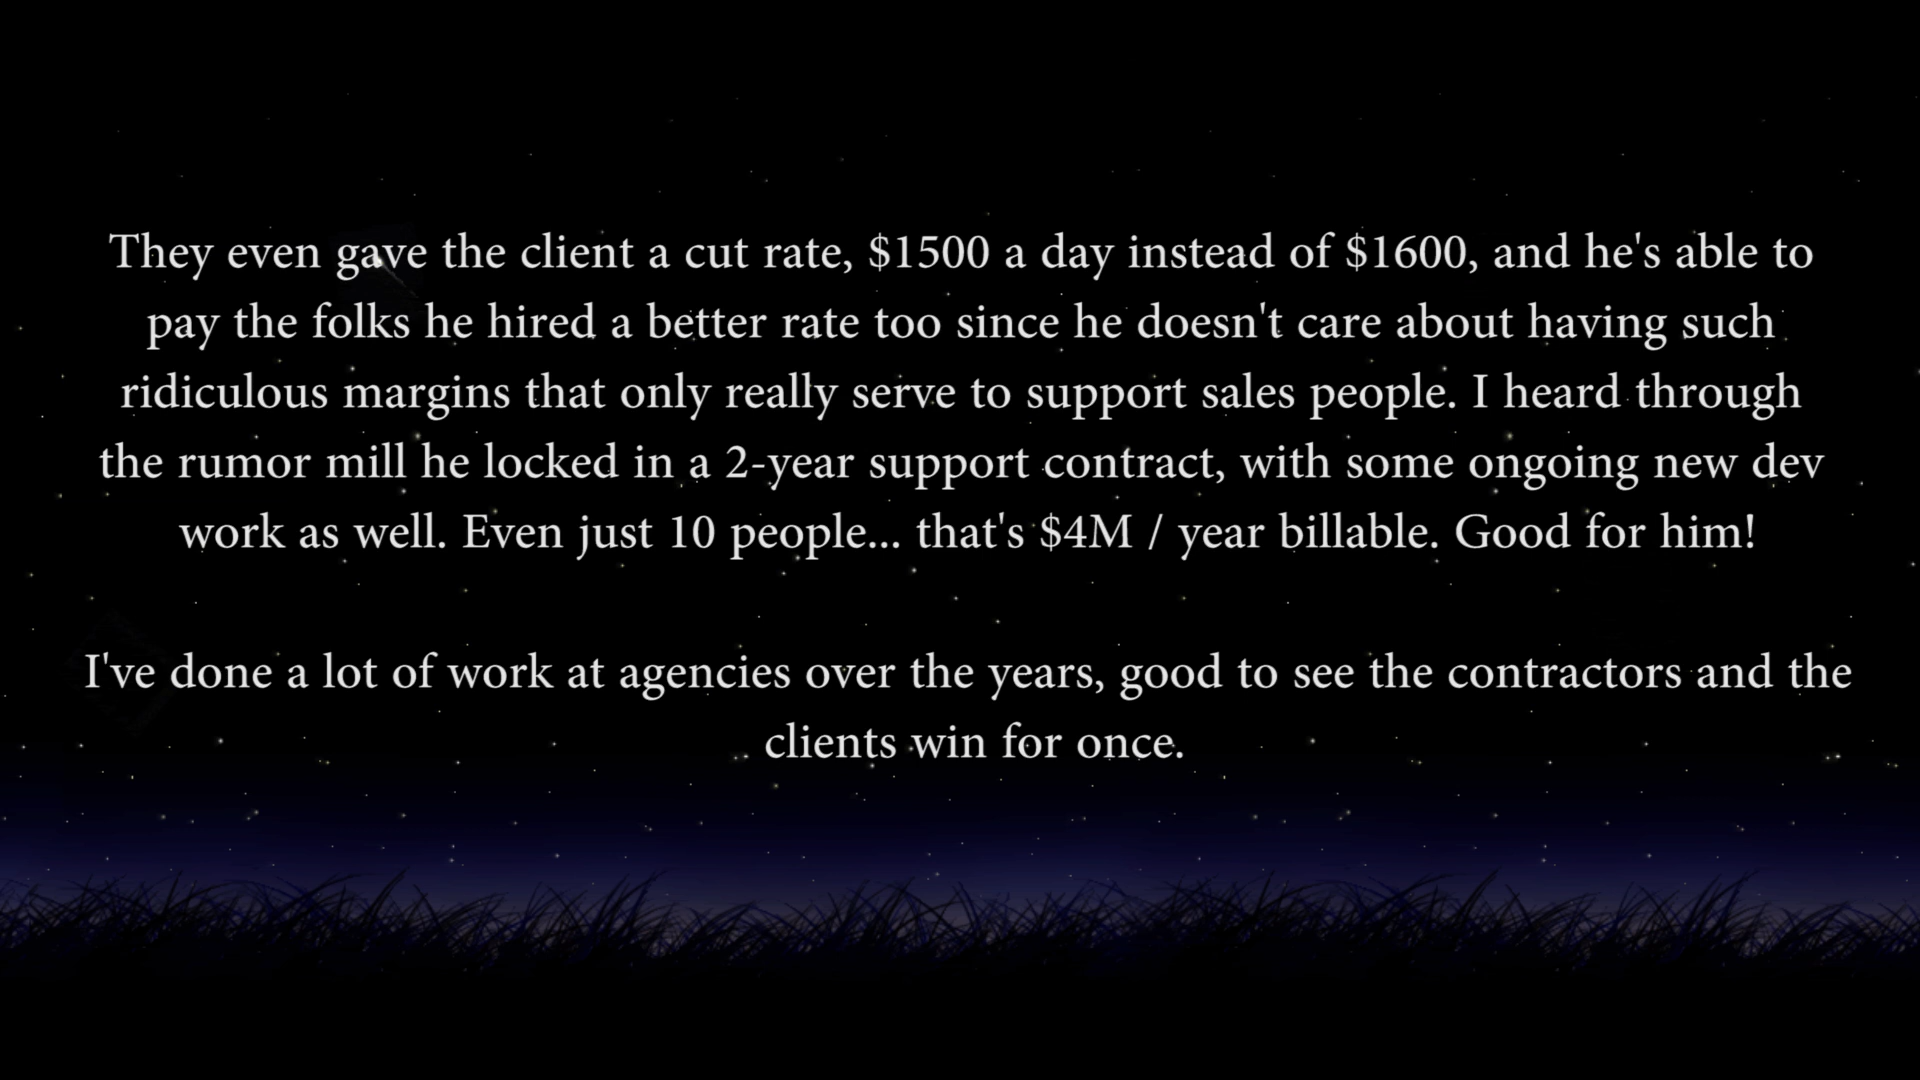 They even gave the client a cut rate, $1500 a day instead of $1600, and he's able to
pay the folks he hired a better rate too since he doesn't care about having such
ridiculous margins that only really serve to support sales people. I heard through
the rumor mill he locked in a 2-year support contract, with some ongoing new dev
work as well. Even just 10 people... that's $4M / year billable. Good for him!
I've done a lot of work at agencies over the years, good to see the contractors and the
clients win for once.